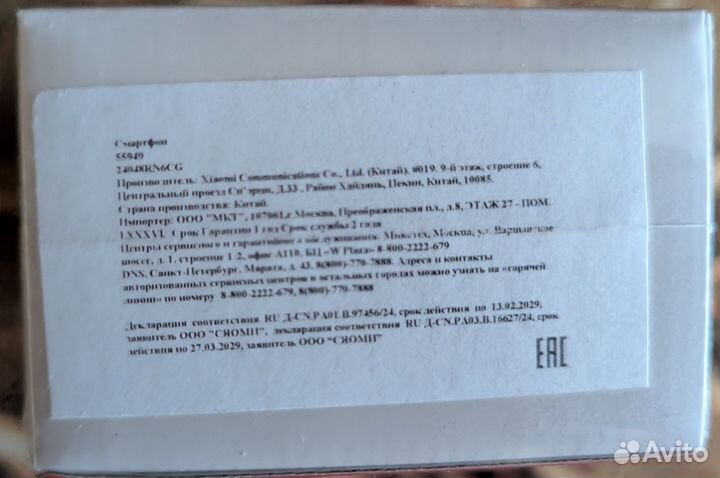 Смартфон
55949
24048RN6CG
Производитель: Xiaomi Communications Co., Ltd. (Китай). #019, 9-й этаж, строение 6,
Центральный проезд Си'эрци, Д.33 , Район Хайдянь, Пекин, Китай, 10085.
Страна производства: Китай.
Импортер: ООО "МКТ", 107061,г Москва, Преображенская пл., д.8, ЭТАЖ 27 - ПОМ.
LXXXVI. Срок Гарантии 1 год Срок службы 2 года
Центры сервисного и гарантийного обслуживания: Москва, ул. Варшавское
шоссе, д. 1, строение 1-2, офис А110, БЦ «W Plaza» 8-800-2222-679
DNS, Санкт-Петербург, Марата, д. 43, 8(800)-770-7888. Адреса и контакты
авторизованных сервисных центров в остальных городах можно узнать на «горячей
линии» по номеру 8-800-2222-679, 8(800)-770-7888
Декларация соответствия RU Д-CN.РА01.В.97456/24, срок действия по 13.02.2029,
заявитель ООО "СЯОМИ", декларация соответствия RU Д-CN.РА03.В.16627/24, срок
действия по 27.03.2029, заявитель ООО "СЯОМИ"
EAC
Avito